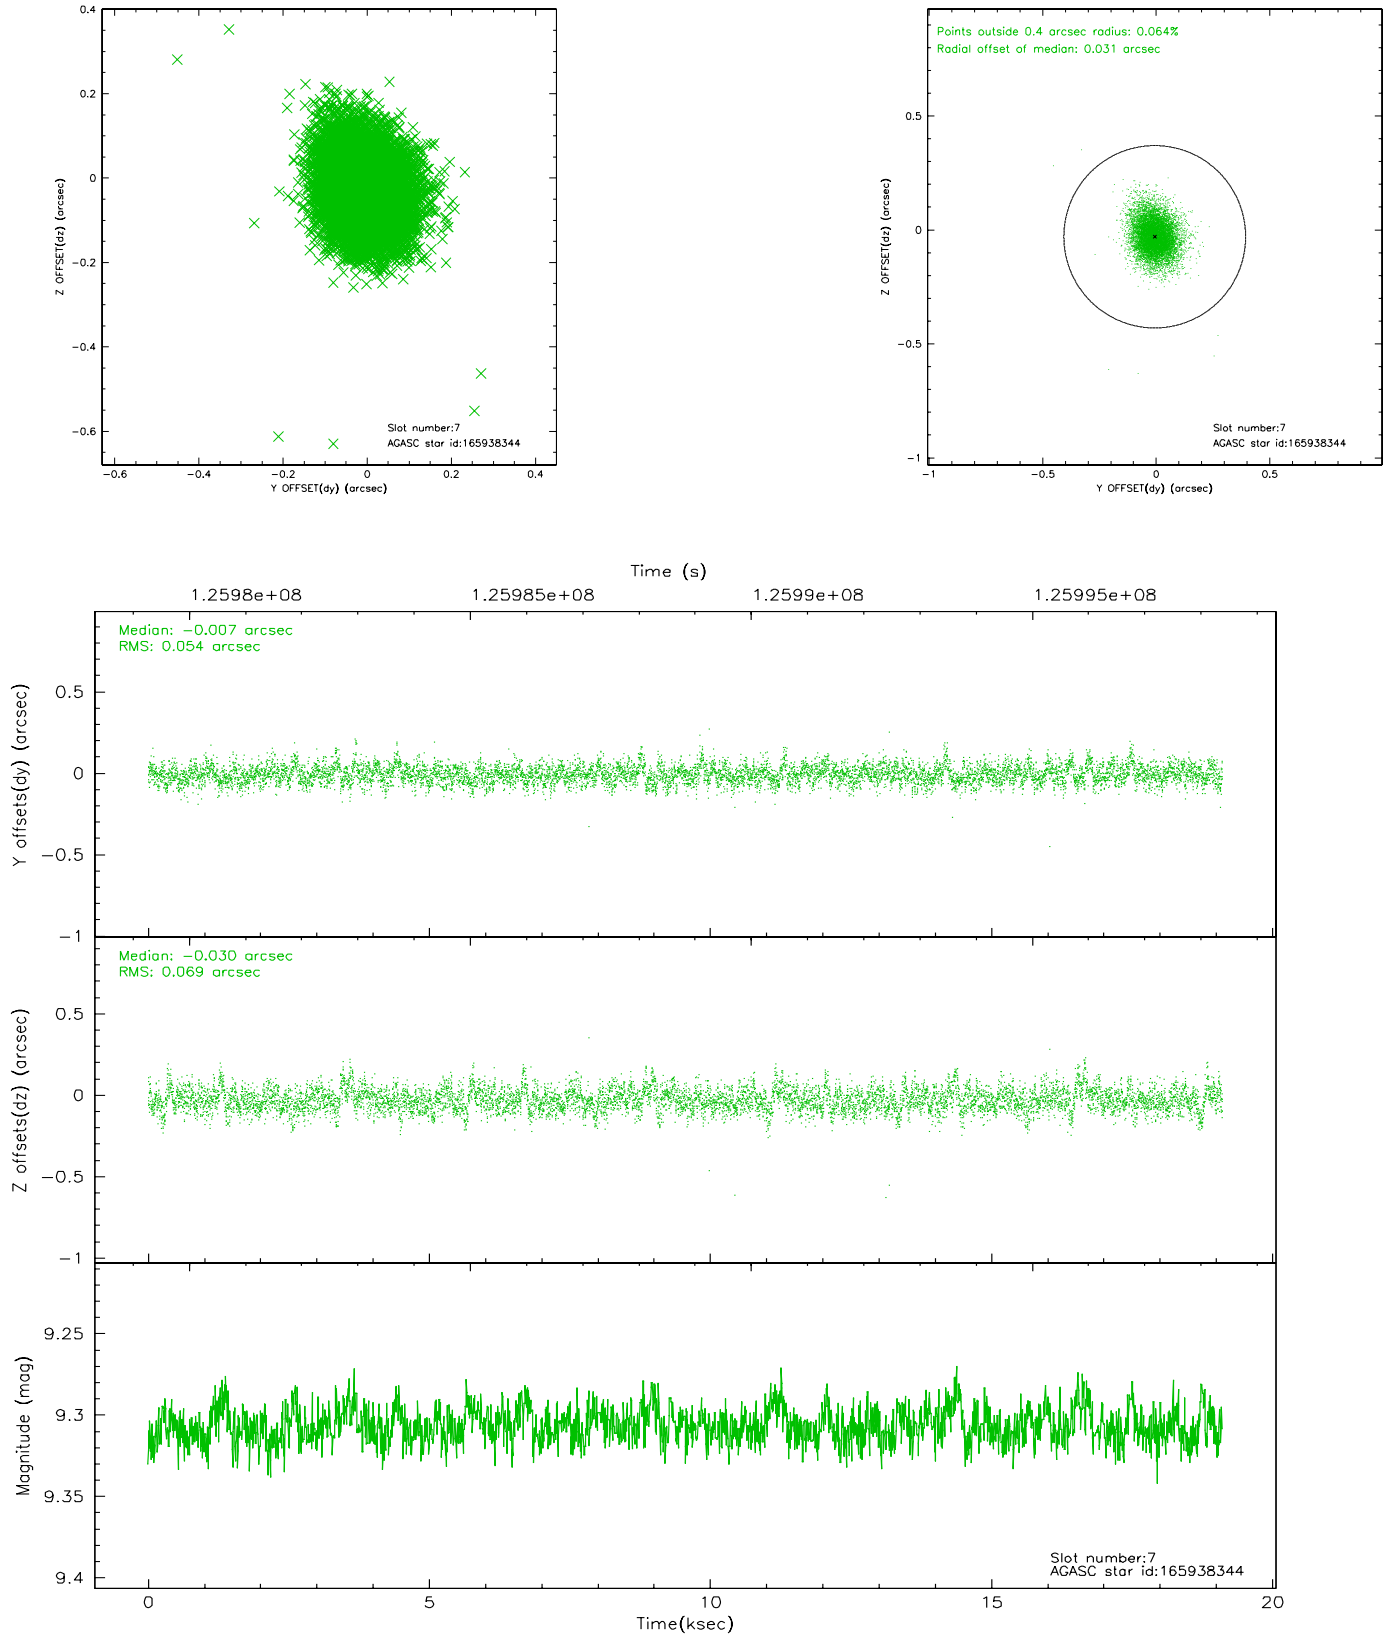 0.4
0.2
0
−0.2
−0.4
−0.6
Z OFFSET(dz) (arcsec)
Slot number:7
AGASC star id:165938344
−0.6 −0.4 −0.2 0 0.2 0.4
Y OFFSET(dy) (arcsec)
Points outside 0.4 arcsec radius: 0.064%
Radial offset of median: 0.031 arcsec
0.5
0
−0.5
−1
Z OFFSET(dz) (arcsec)
Slot number:7
AGASC star id:165938344
−1 −0.5 0 0.5
Y OFFSET(dy) (arcsec)
Time (s)
1.2598e+08 1.25985e+08 1.2599e+08 1.25995e+08
Median: −0.007 arcsec
RMS: 0.054 arcsec
0.5
0
−0.5
−1
Y offsets(dy) (arcsec)
Median: −0.030 arcsec
RMS: 0.069 arcsec
0.5
0
−0.5
−1
Z offsets(dz) (arcsec)
9.25
9.3
9.35
9.4
Magnitude (mag)
Slot number:7
AGASC star id:165938344
0 5 10 15 20
Time(ksec)